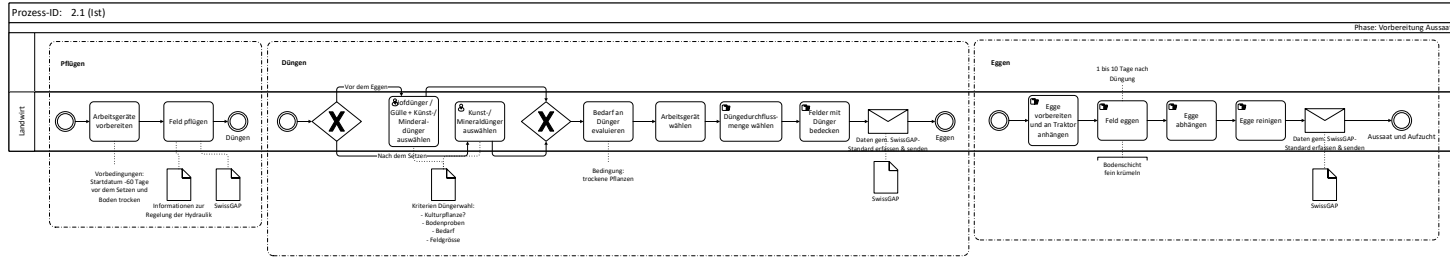 Prozess-ID: 2.1 (Ist)
Phase: Vorbereitung Aussaat
Landwirt
Pflügen
Arbeitsgeräte
vorbereiten
Feld pflügen
Düngen
Vorbedingungen:
Startdatum -60 Tage
vor dem Setzen und
Boden trocken
Informationen zur
Regelung der Hydraulik
SwissGAP
Düngen
X
Vor dem Eggen
Nach dem Setzen
Hofdünger /
Gülle + Künst-/
Minderal-
dünger
auswählen
Kunst-/
Mineraldünger
auswählen
Kriterien Düngerwahl:
- Kulturpflanze?
- Bodenproben
- Bedarf
- Feldgrösse
X
Bedarf an
Dünger
evaluieren
Bedingung:
trockene Pflanzen
Arbeitsgerät
wählen
Düngedurchfluss-
menge wählen
Felder mit
Dünger
bedecken
Daten gem. SwissGAP-
Standard erfassen & senden
SwissGAP
Eggen
Eggen
Egge
vorbereiten
und an Traktor
anhängen
1 bis 10 Tage nach
Düngung
Feld eggen
Bodenschicht
fein krümeln
Egge
abhängen
Egge reinigen
Daten gem. SwissGAP-
Standard erfassen & senden
SwissGAP
Aussaat und Aufzucht